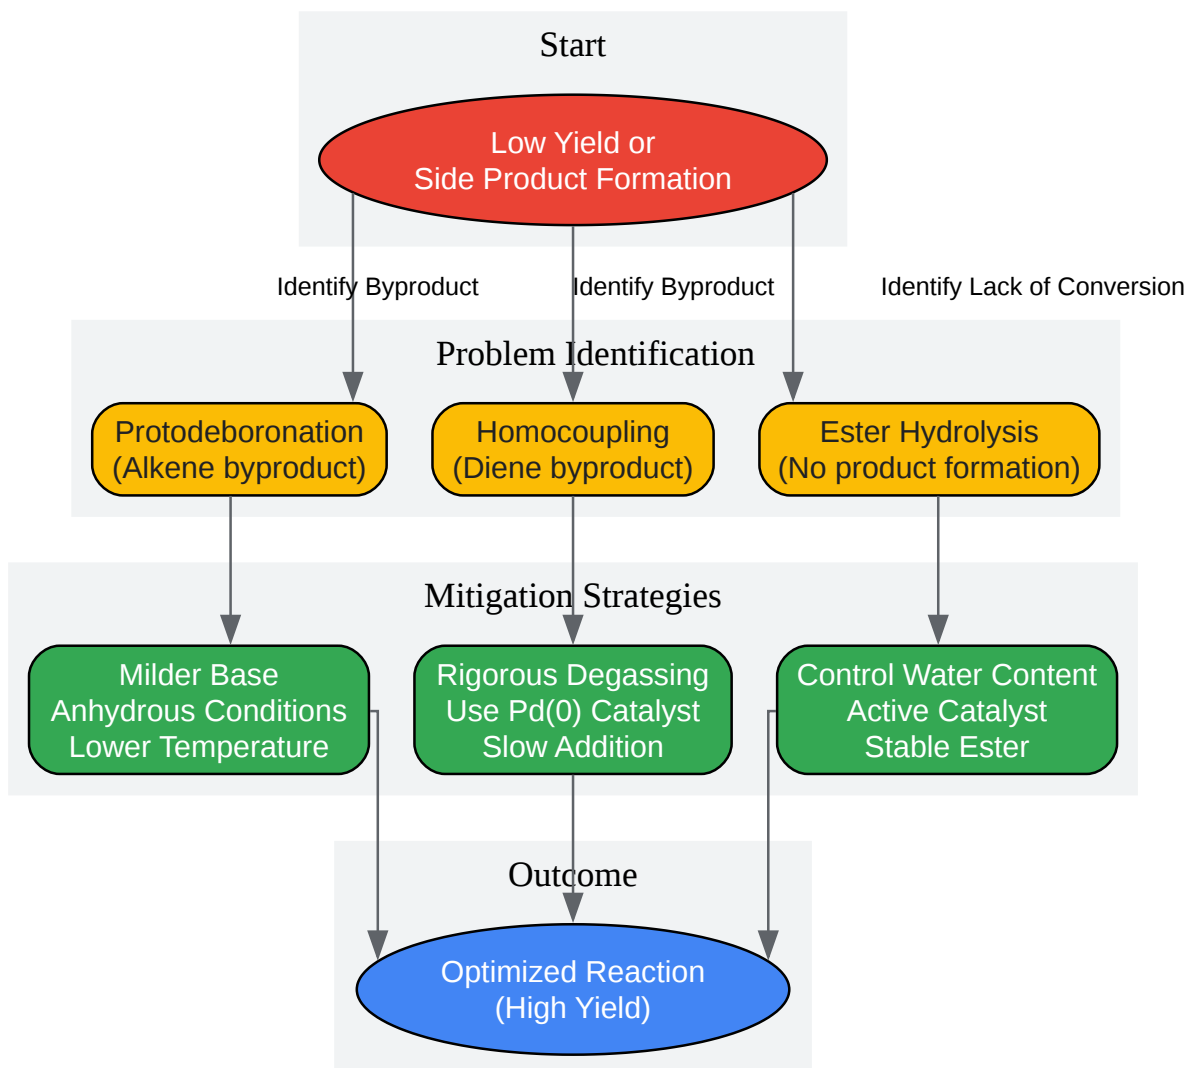 Start
Low Yield or
Side Product Formation
Identify Byproduct
Identify Byproduct
Identify Lack of Conversion
Problem Identification
Protodeboronation
(Alkene byproduct)
Homocoupling
(Diene byproduct)
Ester Hydrolysis
(No product formation)
Mitigation Strategies
Milder Base
Anhydrous Conditions
Lower Temperature
Rigorous Degassing
Use Pd(0) Catalyst
Slow Addition
Control Water Content
Active Catalyst
Stable Ester
Outcome
Optimized Reaction
(High Yield)